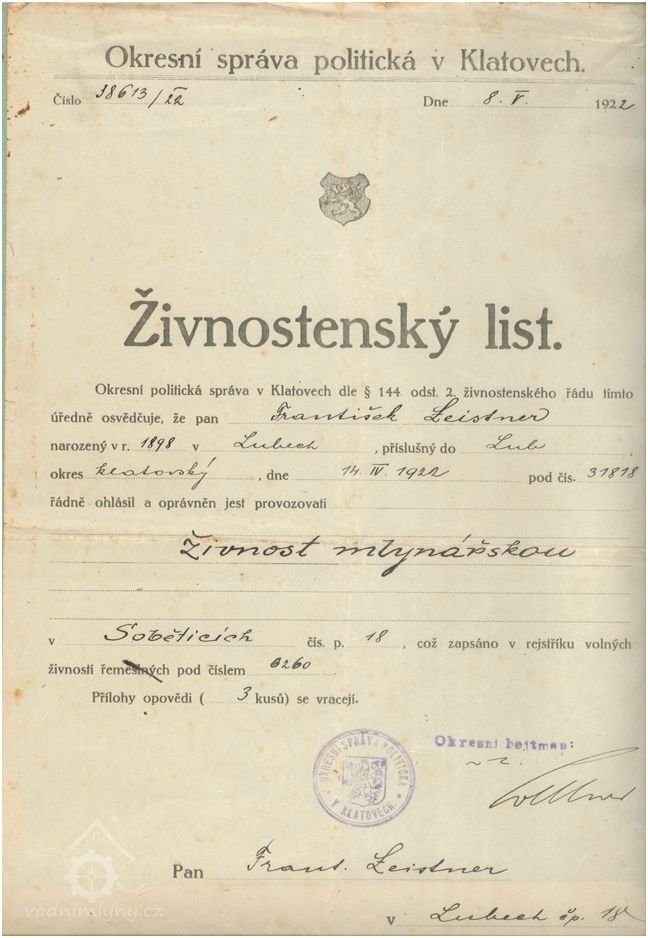 Okresní správa politická v Klatovech.
Číslo 38613/22 Dne 8. V. 1922
Živnostenský list.
Okresní politická správa v Klatovech dle § 144 odst. 2. živnostenského řádu tímto
úředně osvědčuje, že pan František Leistner
narozený v r. 1898 v Lubech, příslušný do Lub
okres klatovský, dne 14. IV. 1922 pod čís. 31818
řádně ohlásil a oprávněn jest provozovati
živnost mlynářskou
v Soběticích čís. p. 18, což zapsáno v rejstříku volných
živností řemeslných pod číslem 6260
Přílohy opovědi ( 3 kusů) se vracejí.
Okresní hejtman:
OKRESNÍ SPRÁVA POLITICKÁ
V KLATOVECH.
Pan Frant. Leistner
v Lubech čp. 18
vodnimlyny.cz